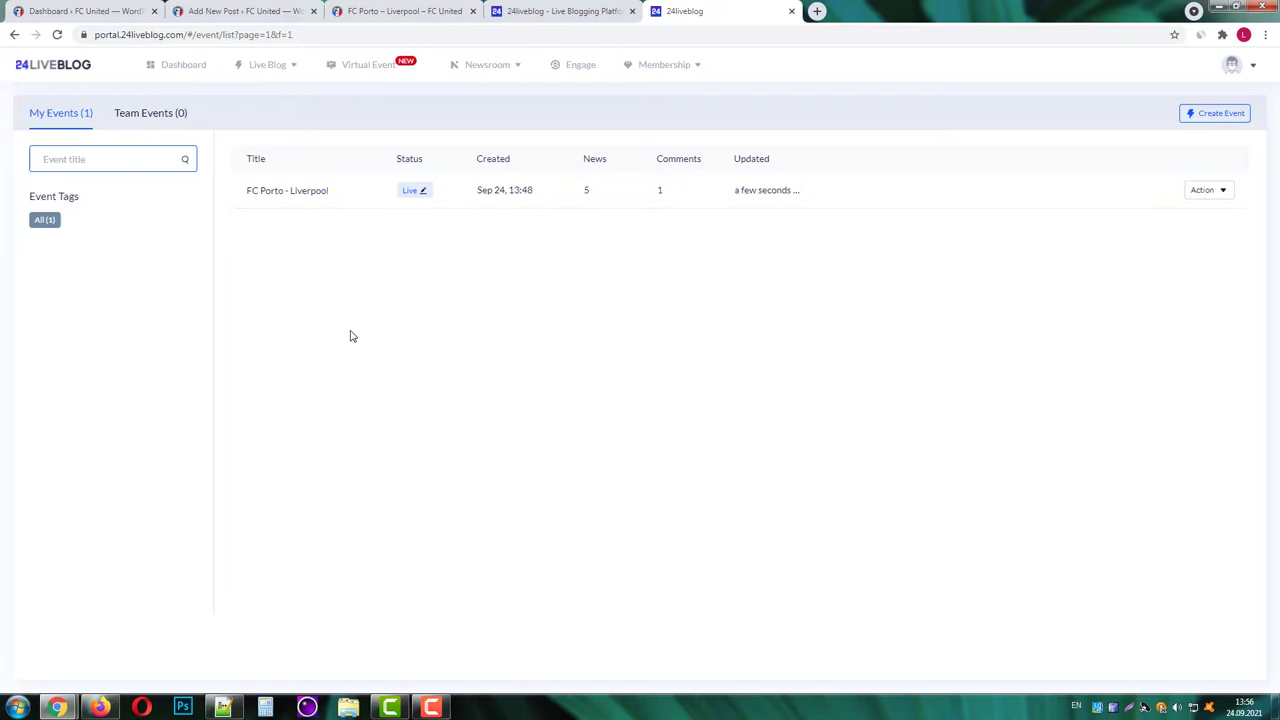 Dashboard ‹ FC United — WordP
Add New Post ‹ FC United — Wo
FC Porto – Liverpool – FC United
24liveblog - Live Blogging Platfo
24liveblog
portal.24liveblog.com/#/event/list?page=1&f=1
L
24LIVEBLOG
Dashboard
Live Blog
Virtual Event
NEW
Newsroom
Engage
Membership
My Events (1)
Team Events (0)
Create Event
Event title
Title
Status
Created
News
Comments
Updated
FC Porto - Liverpool
Live
Sep 24, 13:48
5
1
a few seconds ...
Action
Event Tags
All (1)
Ps
EN
13:56
24.09.2021